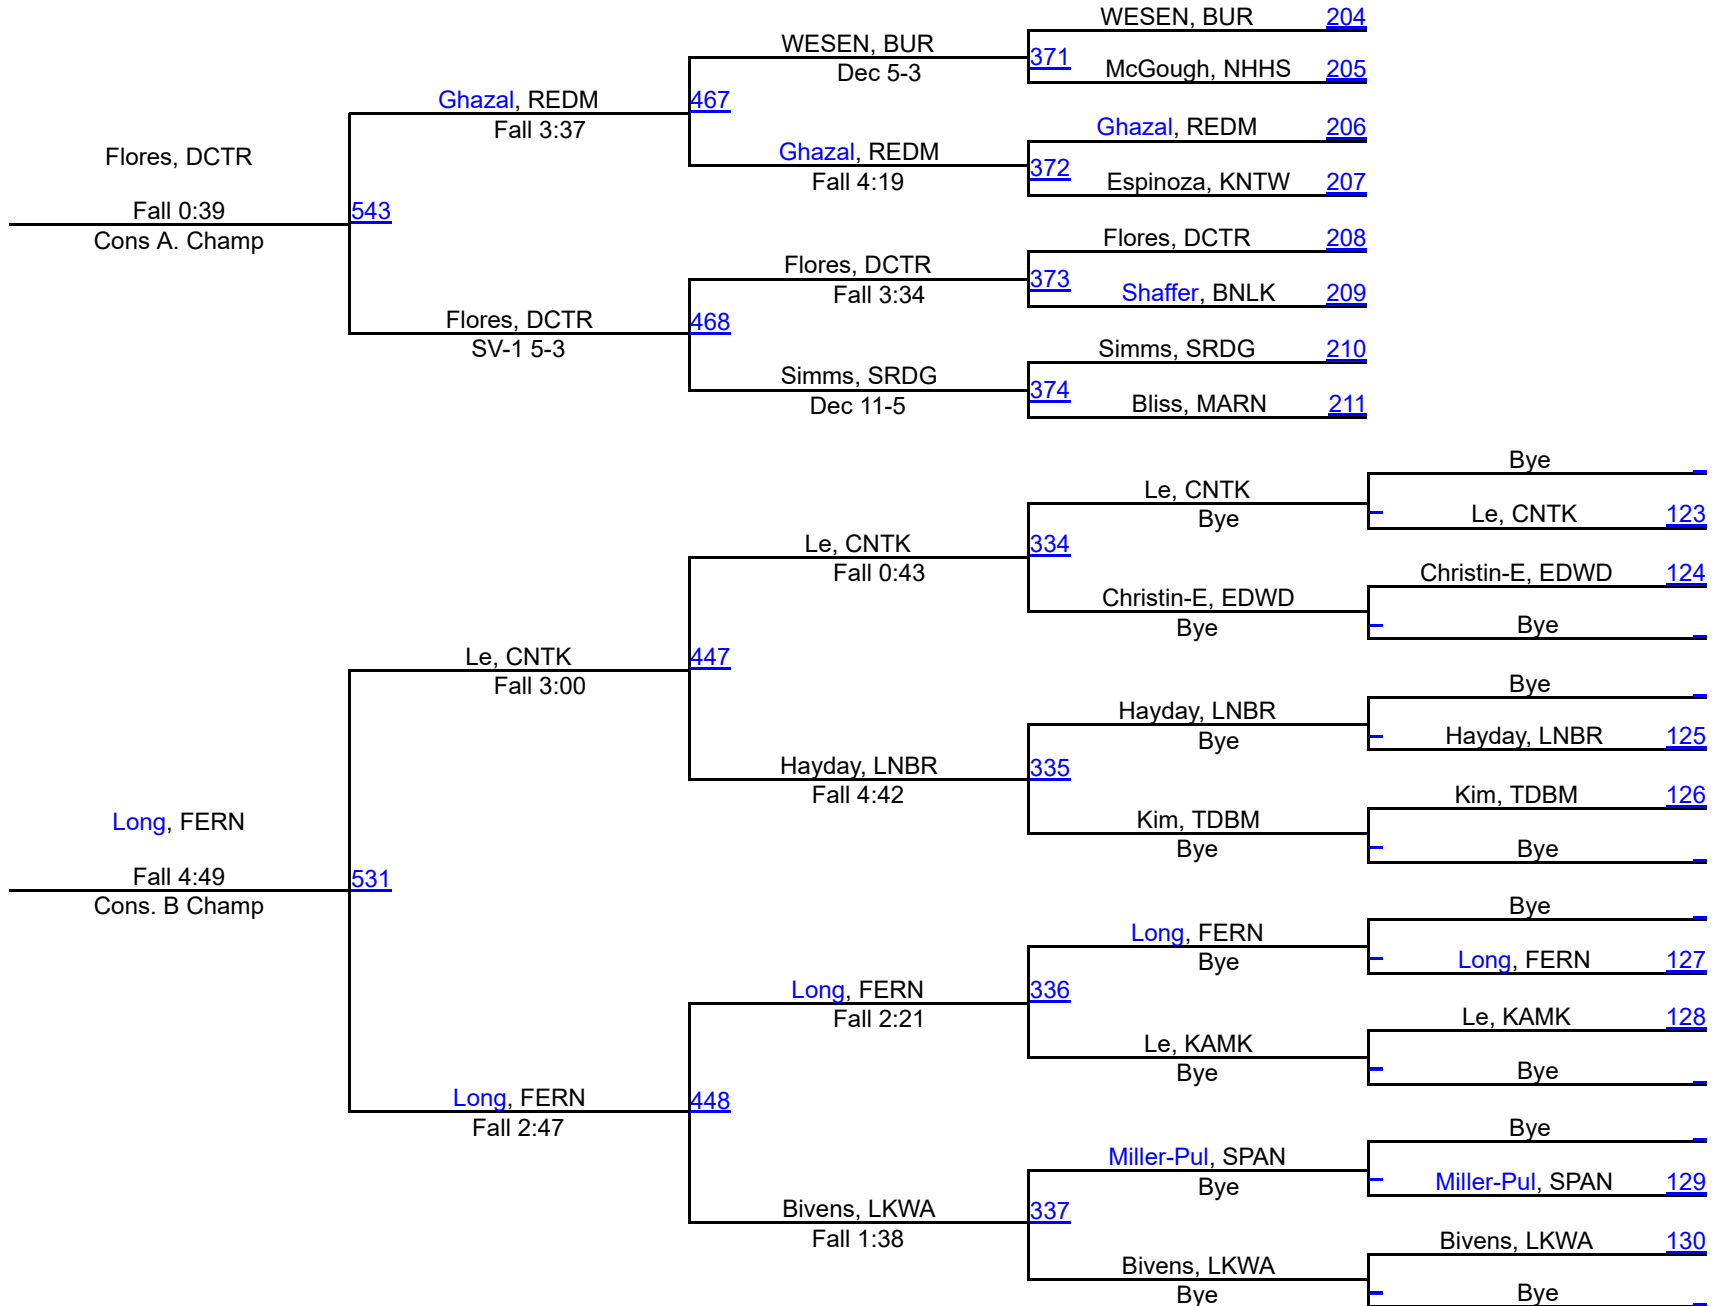 WESEN, BUR 204
WESEN, BUR
Dec 5-3
371
McGough, NHHS 205
Ghazal, REDM
Fall 3:37
467
Ghazal, REDM 206
Ghazal, REDM
Fall 4:19
372
Espinoza, KNTW 207
Flores, DCTR
Fall 0:39
Cons A. Champ
543
Flores, DCTR 208
Flores, DCTR
Fall 3:34
373
Shaffer, BNLK 209
Flores, DCTR
SV-1 5-3
468
Simms, SRDG 210
Simms, SRDG
Dec 11-5
374
Bliss, MARN 211
Bye
Le, CNTK
Bye
Le, CNTK 123
Le, CNTK
Fall 0:43
334
Christin-E, EDWD 124
Christin-E, EDWD
Bye
Bye
Le, CNTK
Fall 3:00
447
Bye
Hayday, LNBR
Bye
Hayday, LNBR 125
Hayday, LNBR
Fall 4:42
335
Kim, TDBM 126
Kim, TDBM
Bye
Bye
Long, FERN
Fall 4:49
Cons. B Champ
531
Bye
Long, FERN
Bye
Long, FERN 127
Long, FERN
Fall 2:21
336
Le, KAMK 128
Le, KAMK
Bye
Bye
Long, FERN
Fall 2:47
448
Bye
Miller-Pul, SPAN
Bye
Miller-Pul, SPAN 129
Bivens, LKWA
Fall 1:38
337
Bivens, LKWA 130
Bivens, LKWA
Bye
Bye